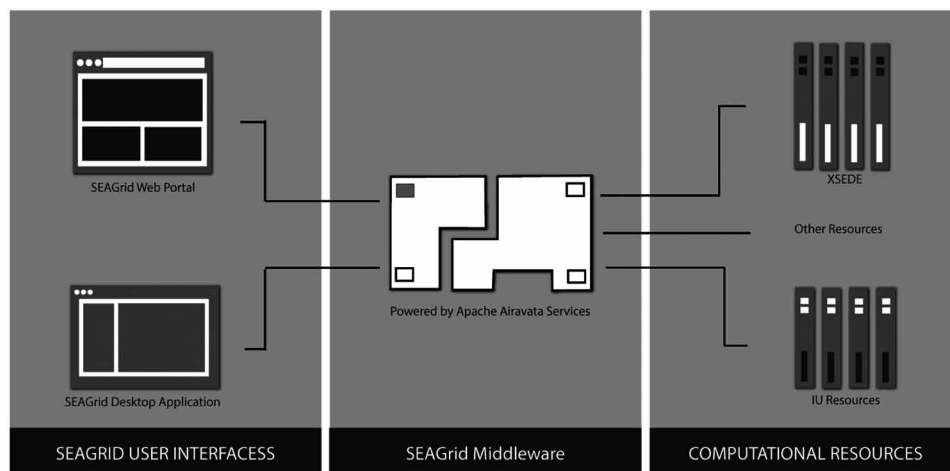 SEAGrid Web Portal
SEAGrid Desktop Application
SEAGRID USER INTERFACESS
Powered by Apache Airavata Services
SEAGrid Middleware
XSEDE
Other Resources
IU Resources
COMPUTATIONAL RESOURCES